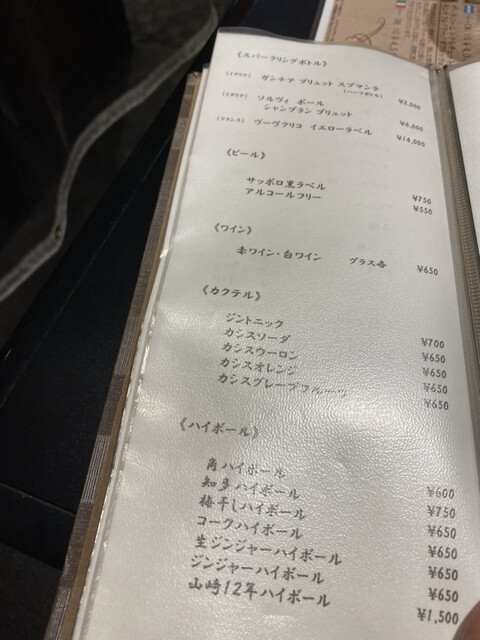 《スパークリングボトル》
(イタリア) ガンチア ブリュット スプマンテ
(ハーフボトル) ¥2,000
(イタリア) ソルヴィ ボール
シャンブラン ブリュット ¥6,000
(フランス) ヴーヴクリコ イエローラベル ¥14,000
《ビール》
サッポロ黒ラベル ¥750
アルコールフリー ¥550
《ワイン》
赤ワイン・白ワイン グラス各 ¥650
《カクテル》
ジントニック ¥700
カシスソーダ ¥650
カシスウーロン ¥650
カシスオレンジ ¥650
カシスグレープフルーツ ¥650
《ハイボール》
角ハイボール ¥600
知多ハイボール ¥750
梅干しハイボール ¥650
コークハイボール ¥650
生ジンジャーハイボール ¥650
ジンジャーハイボール ¥650
山崎12年ハイボール ¥1,500